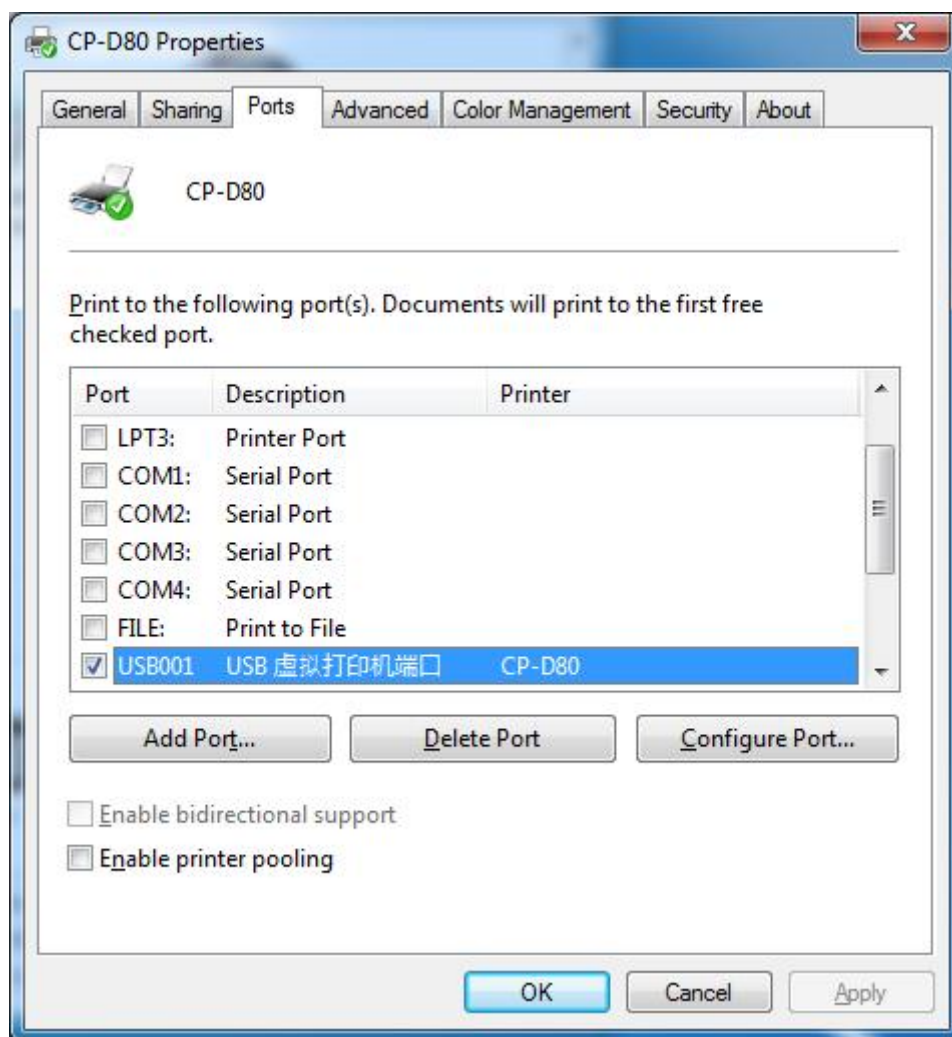 CP-D80 Properties
General Sharing Ports Advanced Color Management Security About
CP-D80
Print to the following port(s). Documents will print to the first free
checked port.
Port Description Printer
LPT3: Printer Port
COM1: Serial Port
COM2: Serial Port
COM3: Serial Port
COM4: Serial Port
FILE: Print to File
USB001 USB 虚拟打印机端口 CP-D80
Add Port... Delete Port Configure Port...
Enable bidirectional support
Enable printer pooling
OK Cancel Apply